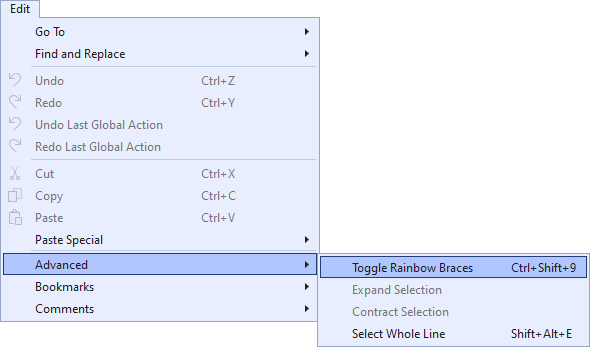 Edit
Go To
Find and Replace
Undo Ctrl+Z
Redo Ctrl+Y
Undo Last Global Action
Redo Last Global Action
Cut Ctrl+X
Copy Ctrl+C
Paste Ctrl+V
Paste Special
Advanced
Bookmarks
Comments
Toggle Rainbow Braces Ctrl+Shift+9
Expand Selection
Contract Selection
Select Whole Line Shift+Alt+E